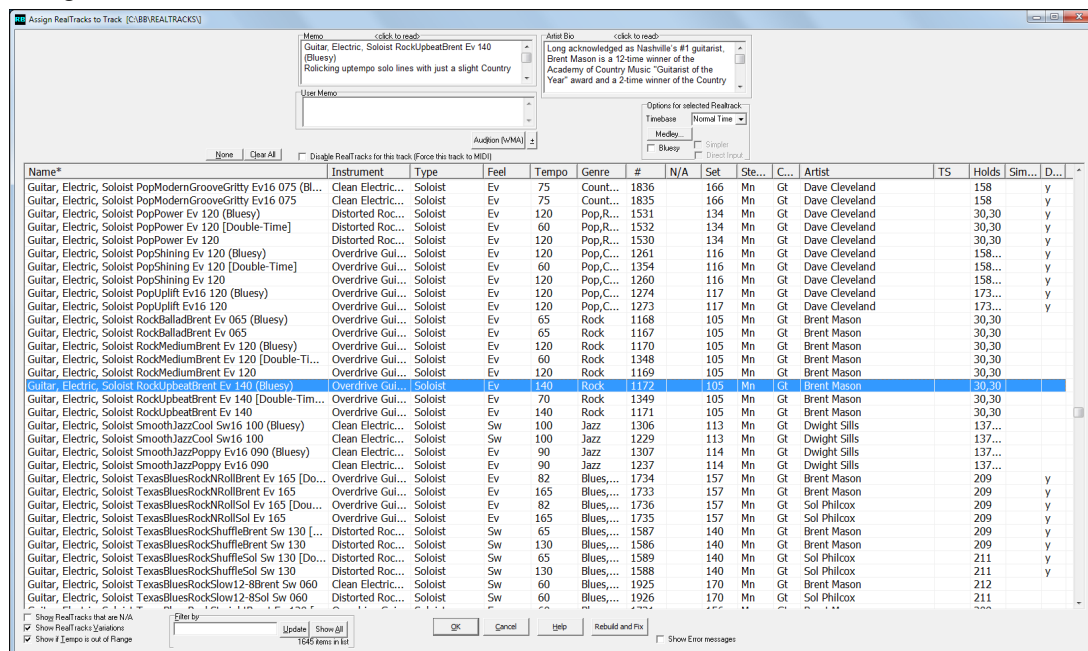 Assign RealTracks to Track [C:\BB\REALTRACKS\]
Memo <click to read>
Guitar, Electric, Soloist RockUpbeatBrent Ev 140
(Bluesy)
Rolicking uptempo solo lines with just a slight Country
Artist Bio <click to read>
Long acknowledged as Nashville's #1 guitarist,
Brent Mason is a 12-time winner of the
Academy of Country Music "Guitarist of the
Year" award and a 2-time winner of the Country
User Memo
Options for selected Realtrack
Timebase Normal Time
Medley...
Bluesy Simpler
Direct Input
Audition (WMA) ±
None Clear All Disable RealTracks for this track (Force this track to MIDI)
Name* Instrument Type Feel Tempo Genre # N/A Set Ste... C... Artist TS Holds Sim... D...
Guitar, Electric, Soloist PopModernGrooveGritty Ev16 075 (Bl... Clean Electric... Soloist Ev 75 Count... 1836 166 Mn Gt Dave Cleveland 158 y
Guitar, Electric, Soloist PopModernGrooveGritty Ev16 075 Clean Electric... Soloist Ev 75 Count... 1835 166 Mn Gt Dave Cleveland 158 y
Guitar, Electric, Soloist PopPower Ev 120 (Bluesy) Distorted Roc... Soloist Ev 120 Pop,R... 1531 134 Mn Gt Dave Cleveland 30,30 y
Guitar, Electric, Soloist PopPower Ev 120 [Double-Time] Distorted Roc... Soloist Ev 60 Pop,R... 1532 134 Mn Gt Dave Cleveland 30,30 y
Guitar, Electric, Soloist PopPower Ev 120 Distorted Roc... Soloist Ev 120 Pop,R... 1530 134 Mn Gt Dave Cleveland 30,30 y
Guitar, Electric, Soloist PopShining Ev 120 (Bluesy) Overdrive Gui... Soloist Ev 120 Pop,C... 1261 116 Mn Gt Dave Cleveland 158... y
Guitar, Electric, Soloist PopShining Ev 120 [Double-Time] Overdrive Gui... Soloist Ev 60 Pop,C... 1354 116 Mn Gt Dave Cleveland 158... y
Guitar, Electric, Soloist PopShining Ev 120 Overdrive Gui... Soloist Ev 120 Pop,C... 1260 116 Mn Gt Dave Cleveland 158... y
Guitar, Electric, Soloist PopUplift Ev16 120 (Bluesy) Overdrive Gui... Soloist Ev 120 Pop,C... 1274 117 Mn Gt Dave Cleveland 173... y
Guitar, Electric, Soloist PopUplift Ev16 120 Overdrive Gui... Soloist Ev 120 Pop,C... 1273 117 Mn Gt Dave Cleveland 173... y
Guitar, Electric, Soloist RockBalladBrent Ev 065 (Bluesy) Overdrive Gui... Soloist Ev 65 Rock 1168 105 Mn Gt Brent Mason 30,30
Guitar, Electric, Soloist RockBalladBrent Ev 065 Overdrive Gui... Soloist Ev 65 Rock 1167 105 Mn Gt Brent Mason 30,30
Guitar, Electric, Soloist RockMediumBrent Ev 120 (Bluesy) Overdrive Gui... Soloist Ev 120 Rock 1170 105 Mn Gt Brent Mason 30,30
Guitar, Electric, Soloist RockMediumBrent Ev 120 [Double-Ti... Overdrive Gui... Soloist Ev 60 Rock 1348 105 Mn Gt Brent Mason 30,30
Guitar, Electric, Soloist RockMediumBrent Ev 120 Overdrive Gui... Soloist Ev 120 Rock 1169 105 Mn Gt Brent Mason 30,30
Guitar, Electric, Soloist RockUpbeatBrent Ev 140 (Bluesy) Overdrive Gui... Soloist Ev 140 Rock 1172 105 Mn Gt Brent Mason 30,30
Guitar, Electric, Soloist RockUpbeatBrent Ev 140 [Double-Tim... Overdrive Gui... Soloist Ev 70 Rock 1349 105 Mn Gt Brent Mason 30,30
Guitar, Electric, Soloist RockUpbeatBrent Ev 140 Overdrive Gui... Soloist Ev 140 Rock 1171 105 Mn Gt Brent Mason 30,30
Guitar, Electric, Soloist SmoothJazzCool Sw16 100 (Bluesy) Clean Electric... Soloist Sw 100 Jazz 1306 113 Mn Gt Dwight Sills 137...
Guitar, Electric, Soloist SmoothJazzCool Sw16 100 Clean Electric... Soloist Sw 100 Jazz 1229 113 Mn Gt Dwight Sills 137...
Guitar, Electric, Soloist SmoothJazzPoppy Ev16 090 (Bluesy) Clean Electric... Soloist Ev 90 Jazz 1307 114 Mn Gt Dwight Sills 137...
Guitar, Electric, Soloist SmoothJazzPoppy Ev16 090 Clean Electric... Soloist Ev 90 Jazz 1237 114 Mn Gt Dwight Sills 137...
Guitar, Electric, Soloist TexasBluesRockNRollBrent Ev 165 [Do... Overdrive Gui... Soloist Ev 82 Blues,... 1734 157 Mn Gt Brent Mason 209 y
Guitar, Electric, Soloist TexasBluesRockNRollBrent Ev 165 Overdrive Gui... Soloist Ev 165 Blues,... 1733 157 Mn Gt Brent Mason 209 y
Guitar, Electric, Soloist TexasBluesRockNRollSol Ev 165 [Dou... Overdrive Gui... Soloist Ev 82 Blues,... 1736 157 Mn Gt Sol Philcox 209 y
Guitar, Electric, Soloist TexasBluesRockNRollSol Ev 165 Overdrive Gui... Soloist Ev 165 Blues,... 1735 157 Mn Gt Sol Philcox 209 y
Guitar, Electric, Soloist TexasBluesRockShuffleBrent Sw 130 [... Distorted Roc... Soloist Sw 65 Blues,... 1587 140 Mn Gt Brent Mason 209 y
Guitar, Electric, Soloist TexasBluesRockShuffleBrent Sw 130 Distorted Roc... Soloist Sw 130 Blues,... 1586 140 Mn Gt Brent Mason 209 y
Guitar, Electric, Soloist TexasBluesRockShuffleSol Sw 130 [Do... Distorted Roc... Soloist Sw 65 Blues,... 1589 140 Mn Gt Sol Philcox 211 y
Guitar, Electric, Soloist TexasBluesRockShuffleSol Sw 130 Distorted Roc... Soloist Sw 130 Blues,... 1588 140 Mn Gt Sol Philcox 211 y
Guitar, Electric, Soloist TexasBluesRockSlow12-8Brent Sw 060 Clean Electric... Soloist Sw 60 Blues,... 1925 170 Mn Gt Brent Mason 212
Guitar, Electric, Soloist TexasBluesRockSlow12-8Sol Sw 060 Distorted Roc... Soloist Sw 60 Blues,... 1926 170 Mn Gt Sol Philcox 211
Show RealTracks that are N/A
Show RealTracks Variations
Show if Tempo is out of Range
Filter by
Update Show All
1645 items in list
OK Cancel Help Rebuild and Fix
Show Error messages